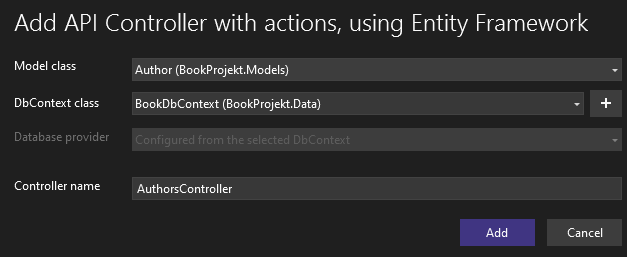 Add API Controller with actions, using Entity Framework
Model class
Author (BookProjekt.Models)
DbContext class
BookDbContext (BookProjekt.Data)
+
Database provider
Configured from the selected DbContext
Controller name
AuthorsController
Add
Cancel